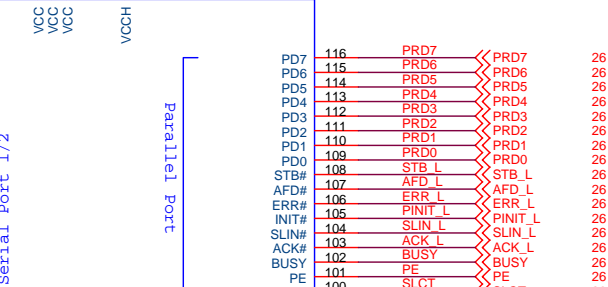 VCC
VCC
VCC
VCCH
Serial Port 1/2
Parallel Port
PD7 116 PRD7 PRD7 26
PD6 115 PRD6 PRD6 26
PD5 114 PRD5 PRD5 26
PD4 113 PRD4 PRD4 26
PD3 112 PRD3 PRD3 26
PD2 111 PRD2 PRD2 26
PD1 110 PRD1 PRD1 26
PD0 109 PRD0 PRD0 26
STB# 108 STB_L STB_L 26
AFD# 107 AFD_L AFD_L 26
ERR# 106 ERR_L ERR_L 26
INIT# 105 PINIT_L PINIT_L 26
SLIN# 104 SLIN_L SLIN_L 26
ACK# 103 ACK_L ACK_L 26
BUSY 102 BUSY BUSY 26
PE 101 PE PE 26
100 SLCT